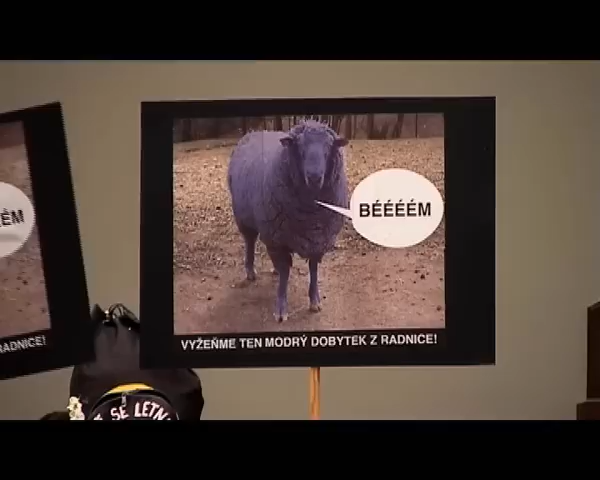 BÉÉÉÉM
VYŽEŇME TEN MODRÝ DOBYTEK Z RADNICE!
ÉM
RADNICE!
SE LETN